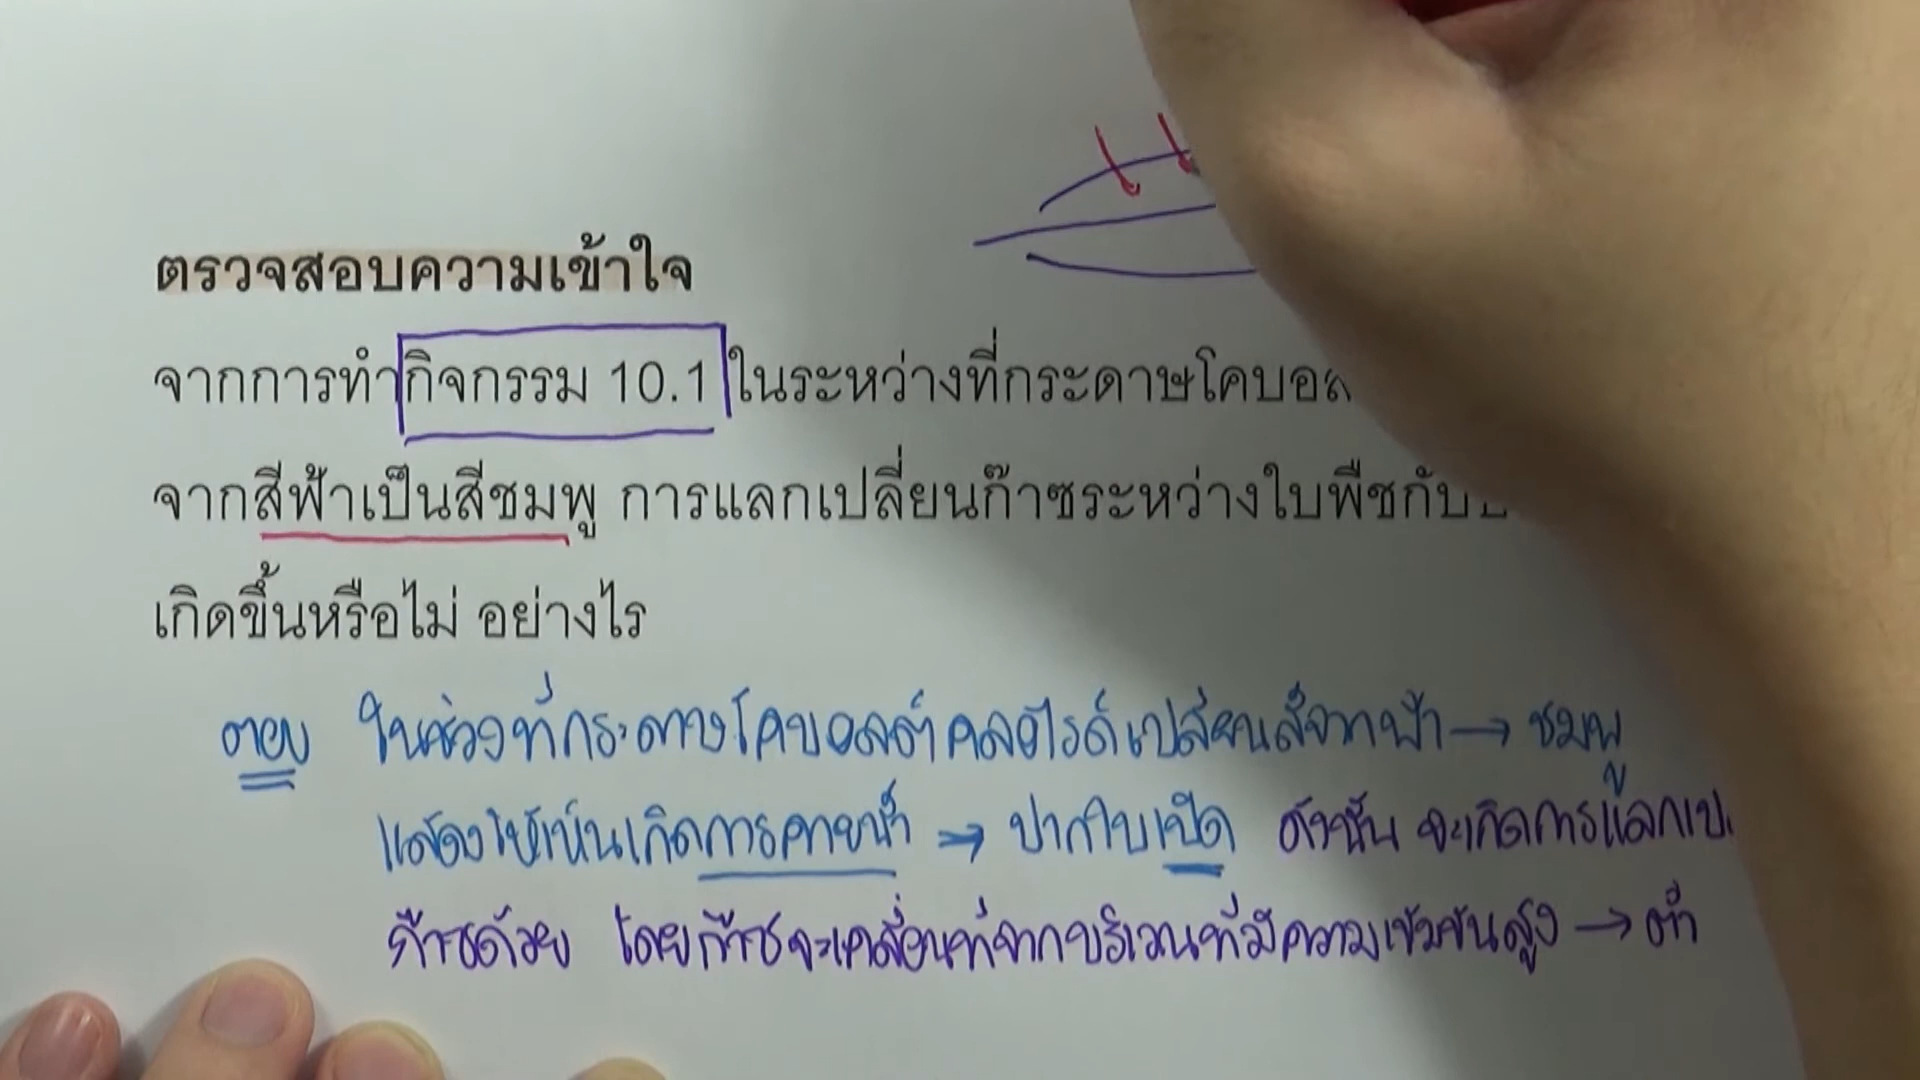 ตรวจสอบความเข้าใจ
จากการทำกิจกรรม 10.1 ในระหว่างที่กระดาษโคบอล
จากสีฟ้าเป็นสีชมพู การแลกเปลี่ยนก๊าซระหว่างใบพืชกับ
เกิดขึ้นหรือไม่ อย่างไร
ตอบ ในช่วงที่กระดาษโคบอลต์คลอไรด์เปลี่ยนสีจากฟ้า → ชมพู
แสดงให้เห็นเกิดการคายน้ำ → ปากใบเปิด ดังนั้น จะเกิดการแลกเป
ก๊าซด้วย โดยก๊าซจะเคลื่อนที่จากบริเวณที่มีความเข้มข้นสูง → ต่ำ